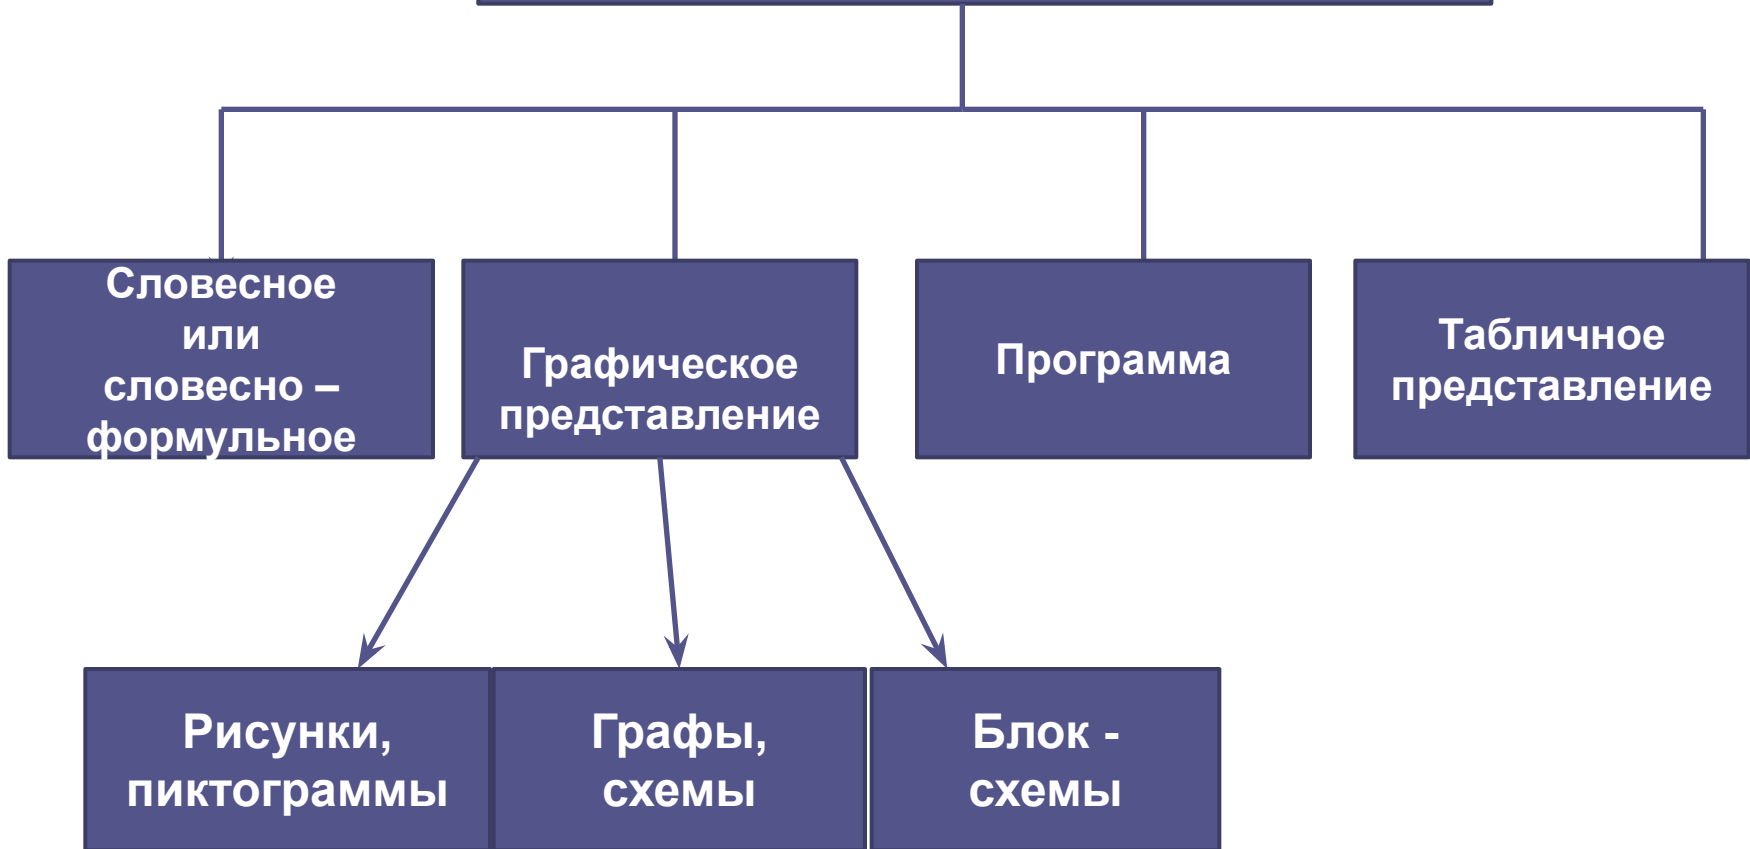 Словесное
или
словесно –
формульное
Графическое
представление
Программа
Табличное
представление
Рисунки,
пиктограммы
Графы,
схемы
Блок -
схемы